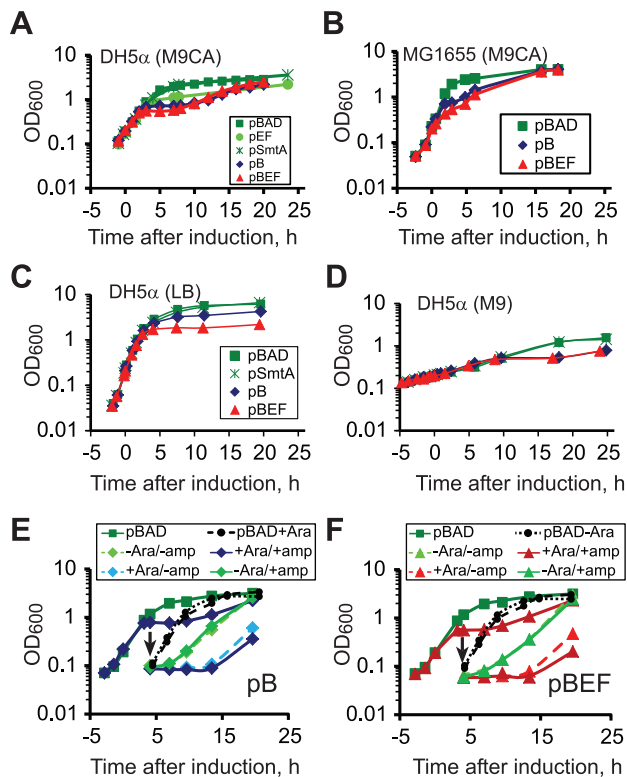 A
DH5α (M9CA)
OD600
10
1
0.1
0.01
pBAD
pEF
pSmtA
pB
pBEF
-5 0 5 10 15 20 25
Time after induction, h
B
MG1655 (M9CA)
OD600
10
1
0.1
0.01
pBAD
pB
pBEF
-5 0 5 10 15 20
Time after induction, h
C
DH5α (LB)
OD600
10
1
0.1
0.01
pBAD
pSmtA
pB
pBEF
-5 0 5 10 15 20 25
Time after induction, h
D
DH5α (M9)
OD600
10
1
0.1
0.01
-5 0 5 10 15 20 25
Time after induction, h
E
pBAD pBAD+Ara
-Ara/-amp +Ara/+amp
+Ara/-amp -Ara/+amp
OD600
10
1
0.1
0.01
pB
-5 5 15 25
Time after induction, h
F
pBAD pBAD-Ara
-Ara/-amp +Ara/+amp
+Ara/-amp -Ara/+amp
OD600
10
1
0.1
0.01
pBEF
-5 5 15 25
Time after induction, h